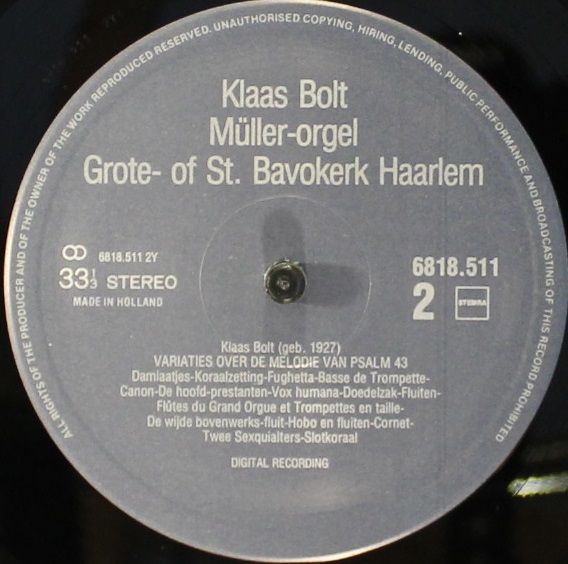 ALL RIGHTS OF THE PRODUCER AND OF THE OWNER OF THE WORK REPRODUCED RESERVED. UNAUTHORISED COPYING, HIRING, LENDING, PUBLIC PERFORMANCE AND BROADCASTING OF THIS RECORD PROHIBITED
Klaas Bolt
Müller-orgel
Grote- of St. Bavokerk Haarlem
6818.511 2Y
33⅓ STEREO
MADE IN HOLLAND
6818.511
2
STEMRA
Klaas Bolt (geb. 1927)
VARIATIES OVER DE MELODIE VAN PSALM 43
Damiaatjes-Koraalzetting-Fughetta-Basse de Trompette-
Canon-De hoofd-prestanten-Vox humana-Doedelzak-Fluiten-
Flûtes du Grand Orgue et Trompettes en taille-
De wijde bovenwerks-fluit-Hobo en fluiten-Cornet-
Twee Sexquialters-Slotkoraal
DIGITAL RECORDING